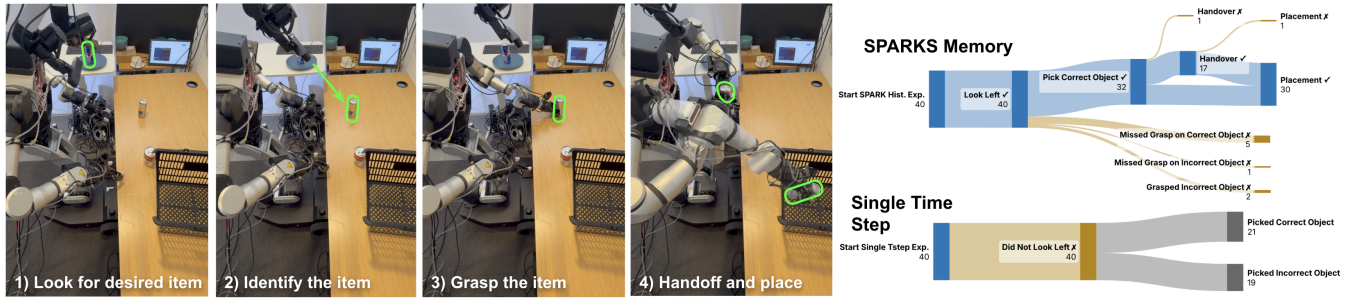 1) Look for desired item
2) Identify the item
3) Grasp the item
4) Handoff and place
SPARKS Memory
Start SPARK Hist. Exp.
40
Look Left ✓
40
Pick Correct Object ✓
32
Handover ✗
1
Handover ✓
17
Placement ✗
1
Placement ✓
30
Missed Grasp on Correct Object ✗
5
Missed Grasp on Incorrect Object ✗
1
Grasped Incorrect Object ✗
2
Single Time
Step
Start Single Tstep Exp.
40
Did Not Look Left ✗
40
Picked Correct Object
21
Picked Incorrect Object
19